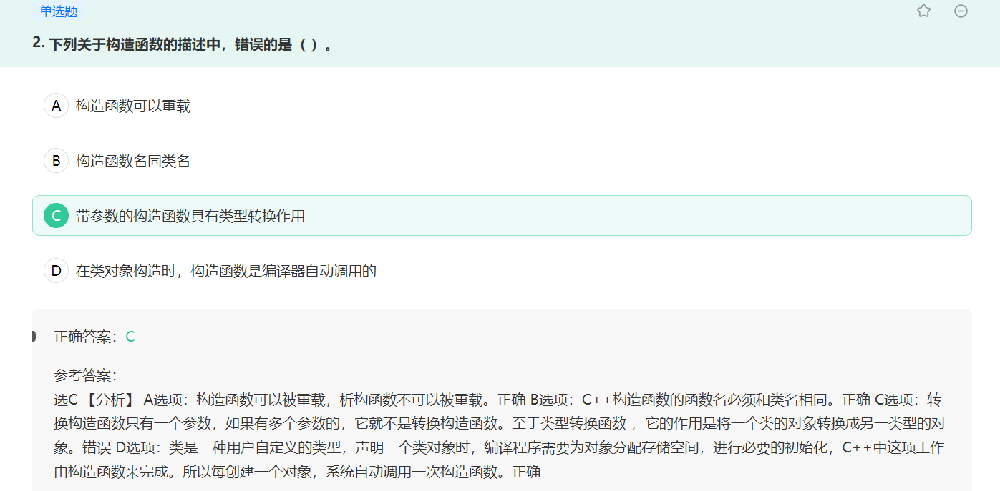 单选题
2. 下列关于构造函数的描述中，错误的是（ ）。
A 构造函数可以重载
B 构造函数名同类名
C 带参数的构造函数具有类型转换作用
D 在类对象构造时，构造函数是编译器自动调用的
正确答案：C
参考答案：
选C 【分析】 A选项：构造函数可以被重载，析构函数不可以被重载。正确 B选项：C++构造函数的函数名必须和类名相同。正确 C选项：转
换构造函数只有一个参数，如果有多个参数的，它就不是转换构造函数。至于类型转换函数 ，它的作用是将一个类的对象转换成另一类型的对
象。错误 D选项：类是一种用户自定义的类型，声明一个类对象时，编译程序需要为对象分配存储空间，进行必要的初始化，C++中这项工作
由构造函数来完成。所以每创建一个对象，系统自动调用一次构造函数。正确